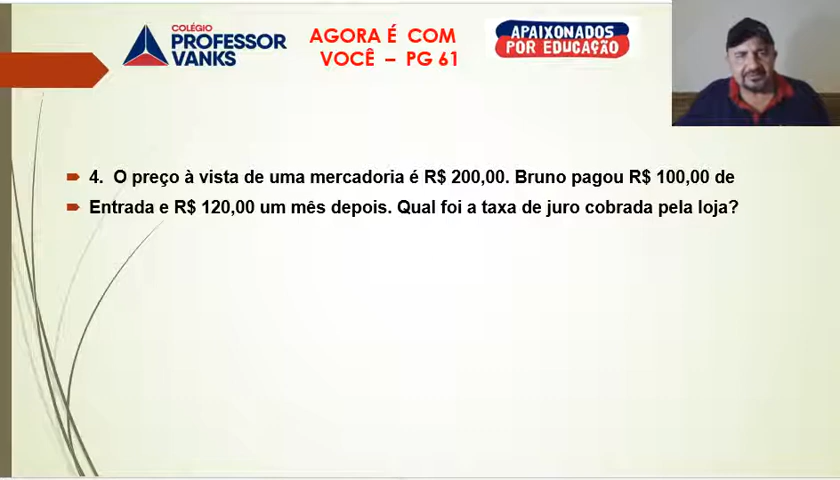 COLÉGIO
PROFESSOR
VANKS
AGORA É COM
VOCÊ – PG 61
APAIXONADOS
POR EDUCAÇÃO
4. O preço à vista de uma mercadoria é R$ 200,00. Bruno pagou R$ 100,00 de
Entrada e R$ 120,00 um mês depois. Qual foi a taxa de juro cobrada pela loja?